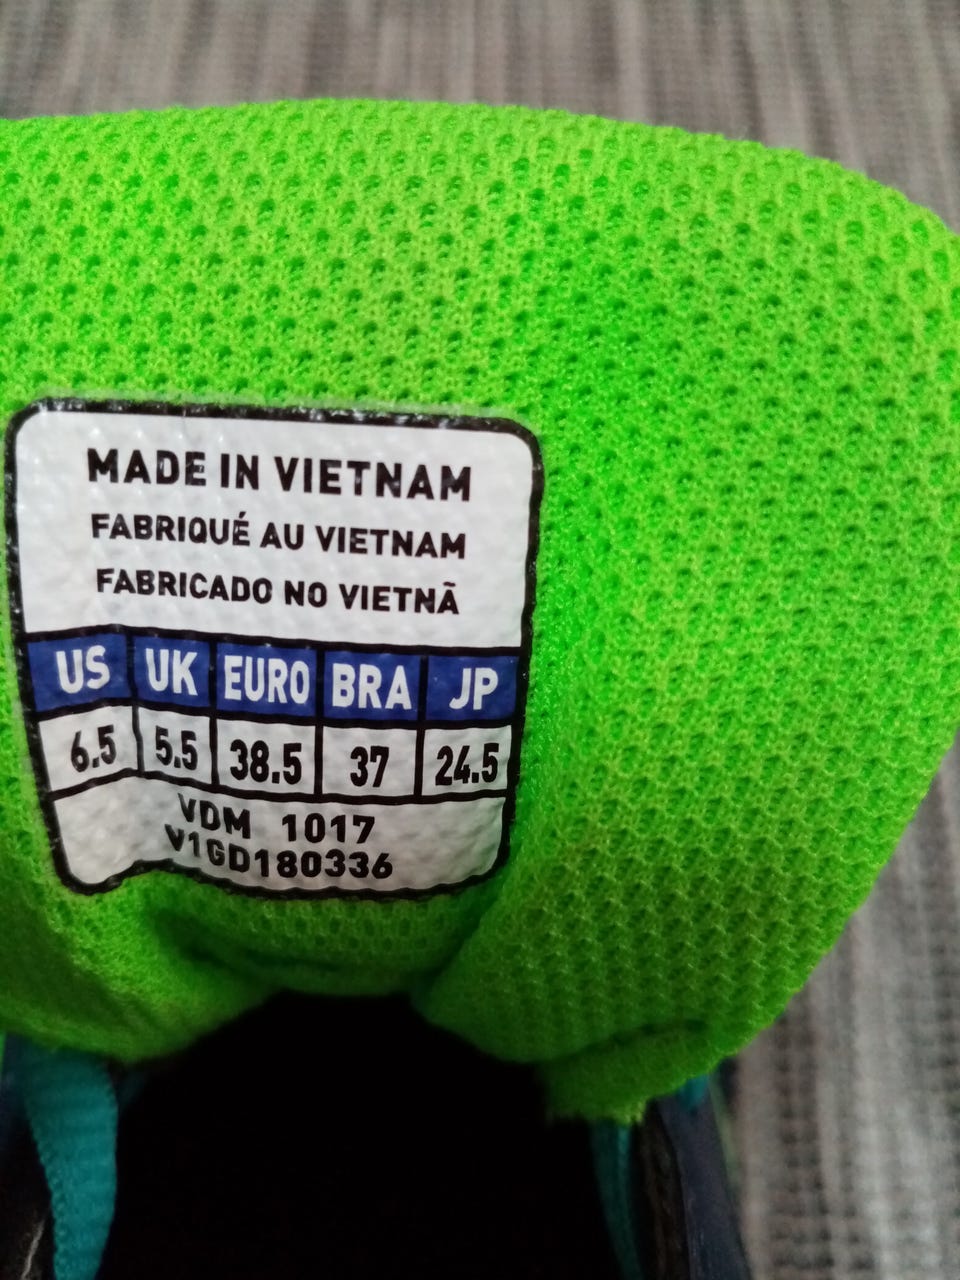 MADE IN VIETNAM
FABRIQUÉ AU VIETNAM
FABRICADO NO VIETNÃ
US UK EURO BRA JP
6.5 5.5 38.5 37 24.5
VDM 1017
V1GD180336